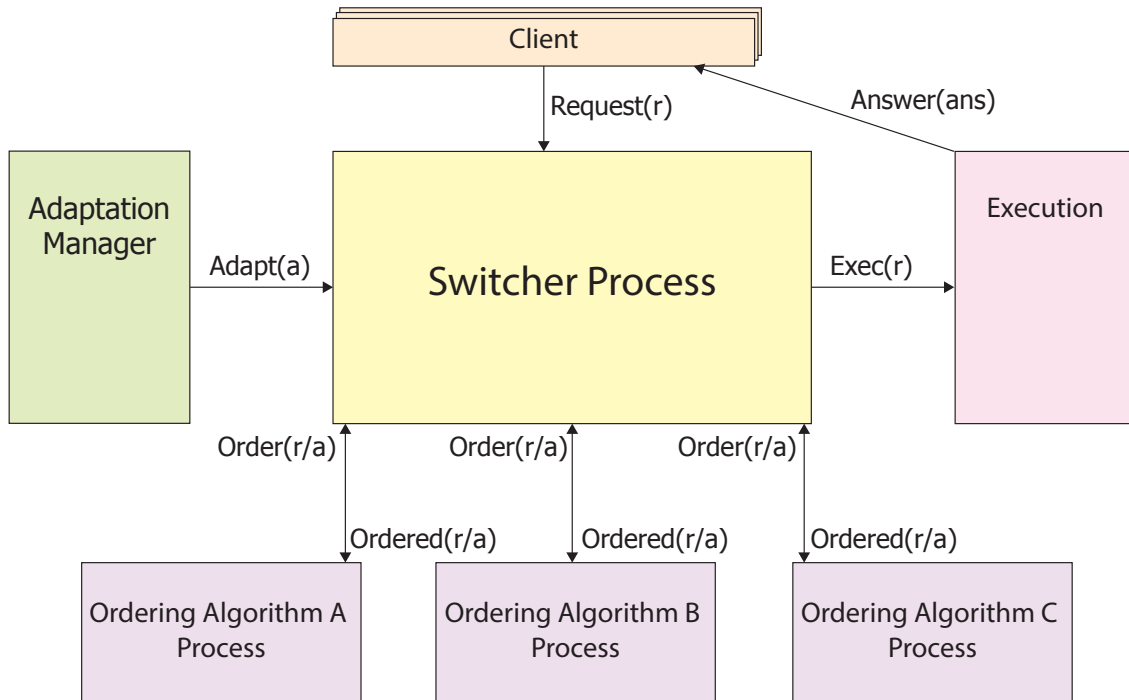 Client
Request(r)
Answer(ans)
Adaptation
Manager
Execution
Adapt(a)
Switcher Process
Exec(r)
Order(r/a)
Order(r/a)
Order(r/a)
Ordered(r/a)
Ordered(r/a)
Ordered(r/a)
Ordering Algorithm A
Process
Ordering Algorithm B
Process
Ordering Algorithm C
Process